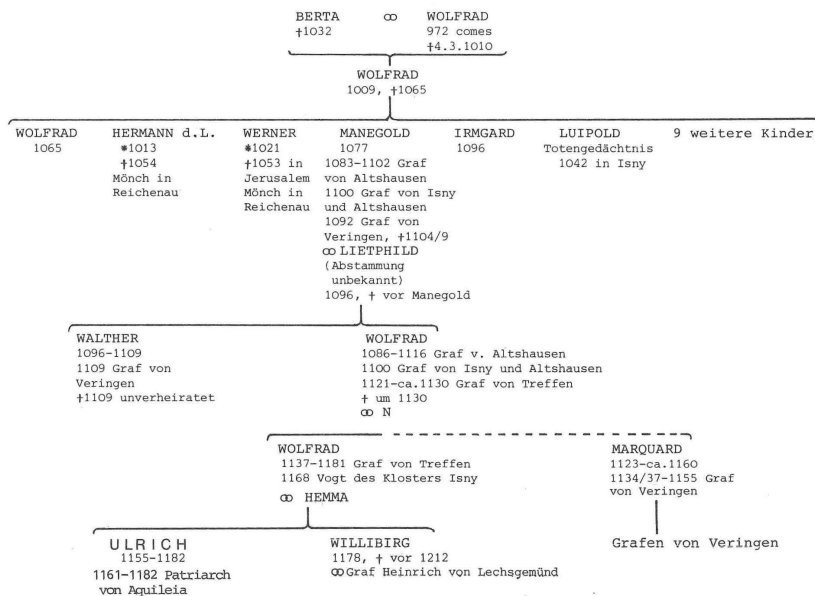 BERTA ∞ WOLFRAD
†1032 972 comes
†4.3.1010
WOLFRAD
1009, †1065
WOLFRAD
1065
HERMANN d.L.
*1013
†1054
Mönch in
Reichenau
WERNER
*1021
†1053 in
Jerusalem
Mönch in
Reichenau
MANEGOLD
1077
1083-1102 Graf
von Altshausen
1100 Graf von Isny
und Altshausen
1092 Graf von
Veringen, †1104/9
∞ LIETPHILD
(Abstammung
unbekannt)
1096, † vor Manegold
IRMGARD
1096
LUIPOLD
Totengedächtnis
1042 in Isny
9 weitere Kinder
WALTHER
1096-1109
1109 Graf von
Veringen
†1109 unverheiratet
WOLFRAD
1086-1116 Graf v. Altshausen
1100 Graf von Isny und Altshausen
1121-ca.1130 Graf von Treffen
† um 1130
∞ N
WOLFRAD
1137-1181 Graf von Treffen
1168 Vogt des Klosters Isny
∞ HEMMA
MARQUARD
1123-ca.1160
1134/37-1155 Graf
von Veringen
ULRICH
1155-1182
1161-1182 Patriarch
von Aquileia
WILLIBIRG
1178, † vor 1212
∞ Graf Heinrich von Lechsgemünd
Grafen von Veringen